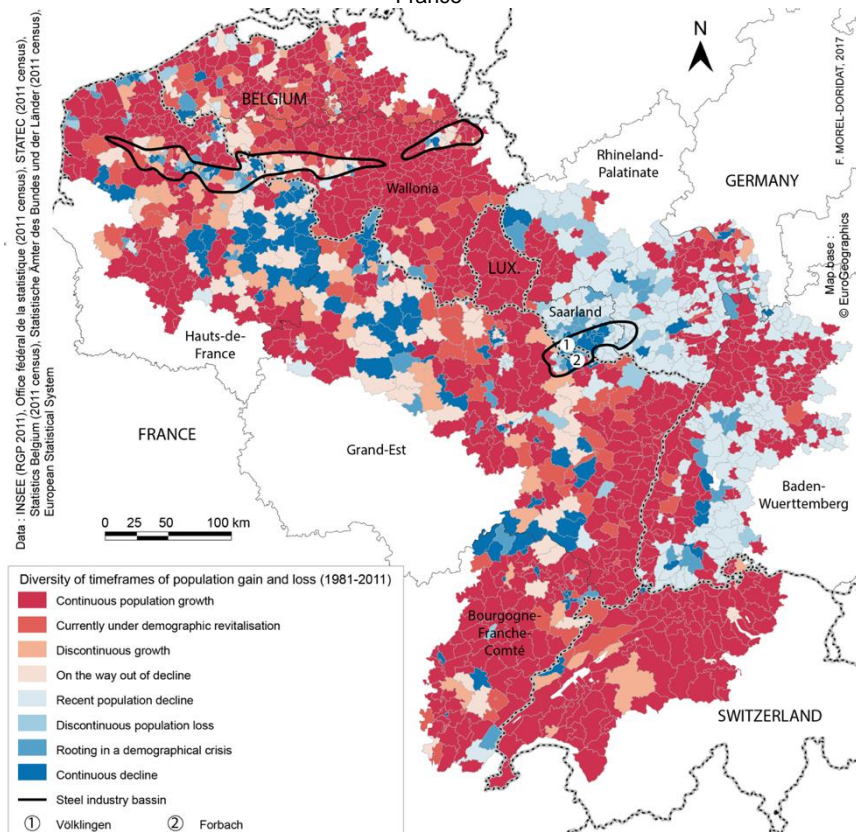 France
N
BELGIUM
Wallonia
LUX.
Rhineland-
Palatinate
GERMANY
Saarland
1
2
Hauts-de-
France
FRANCE
Grand-Est
Baden-
Wuerttemberg
Bourgogne-
Franche-
Comté
SWITZERLAND
0 25 50 100 km
F. MOREL-DORIDAT, 2017
Map base :
© EuroGeographics
Data : INSEE (RGP 2011), Office fédéral de la statistique (2011 census), STATEC (2011 census),
Statistics Belgium (2011 census), Statistische Ämter des Bundes und der Länder (2011 census),
European Statistical System
Diversity of timeframes of population gain and loss (1981-2011)
Continuous population growth
Currently under demographic revitalisation
Discontinuous growth
On the way out of decline
Recent population decline
Discontinuous population loss
Rooting in a demographical crisis
Continuous decline
Steel industry bassin
1 Völklingen 2 Forbach